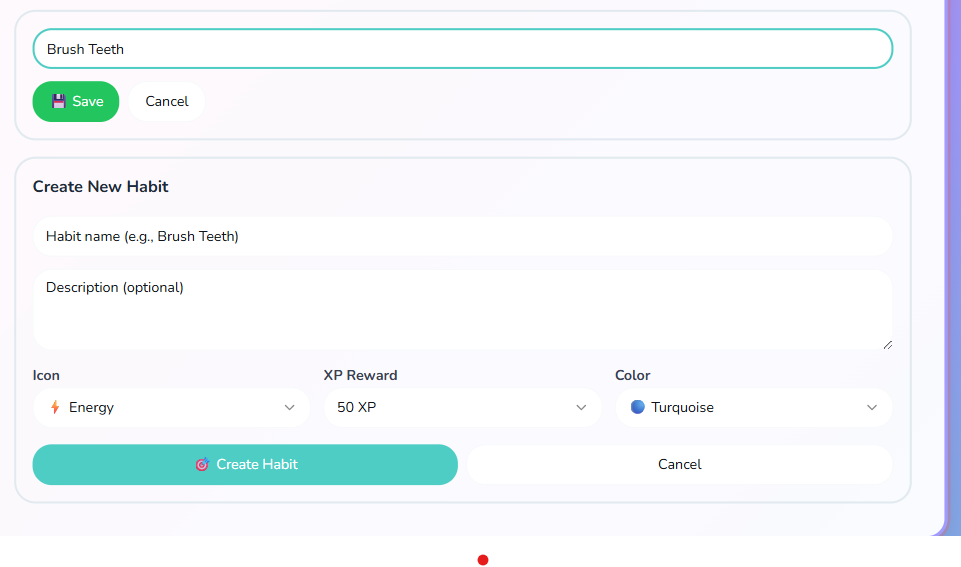 Brush Teeth
Save Cancel
Create New Habit
Habit name (e.g., Brush Teeth)
Description (optional)
Icon XP Reward Color
Energy 50 XP Turquoise
Create Habit Cancel